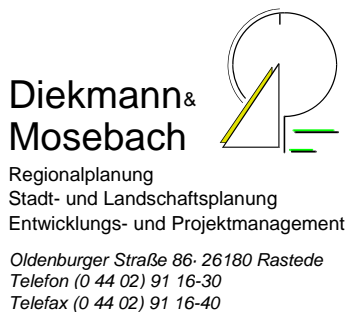 Diekmann&
Mosebach
Regionalplanung
Stadt- und Landschaftsplanung
Entwicklungs- und Projektmanagement
Oldenburger Straße 86· 26180 Rastede
Telefon (0 44 02) 91 16-30
Telefax (0 44 02) 91 16-40